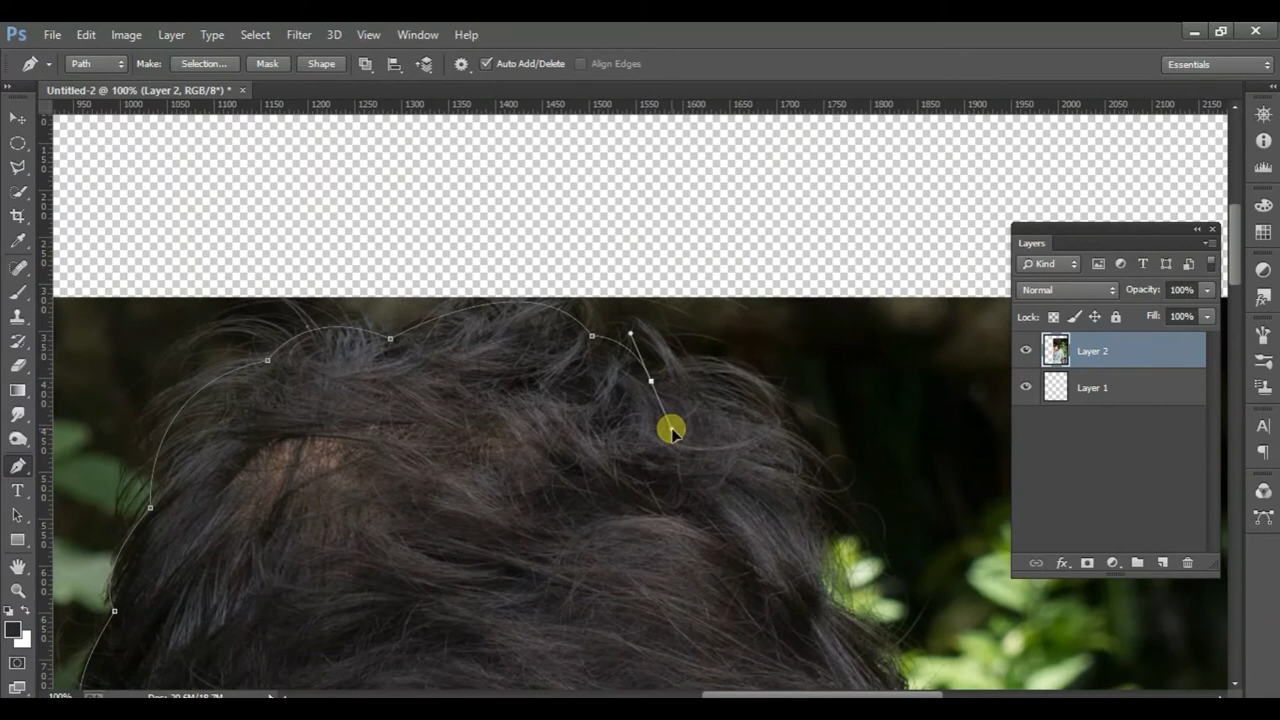 Ps File Edit Image Layer Type Select Filter 3D View Window Help
Path Make: Selection... Mask Shape Auto Add/Delete Align Edges Essentials
Untitled-2 @ 100% (Layer 2, RGB/8*) * ×
950 1000 1050 1100 1150 1200 1250 1300 1350 1400 1450 1500 1550 1600 1650 1700 1750 1800 1850 1900 1950 2000 2050 2100 2150
Layers
Kind
Normal Opacity: 100%
Lock: Fill: 100%
Layer 2
Layer 1
fx
100%